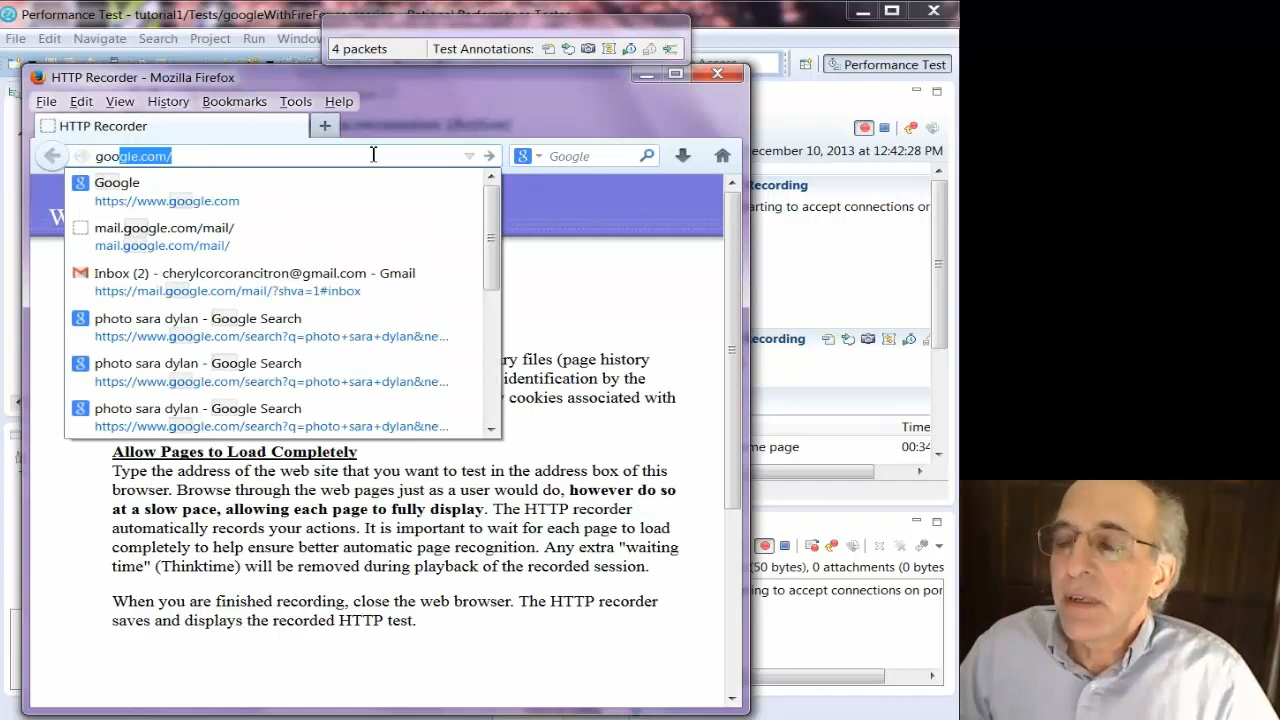 Performance Test - tutorial1/Tests/googleWithFireFox
File Edit Navigate Search Project Run Window
4 packets Test Annotations:
Performance Test
HTTP Recorder - Mozilla Firefox
File Edit View History Bookmarks Tools Help
HTTP Recorder
google.com/
Google
Google
https://www.google.com
mail.google.com/mail/
mail.google.com/mail/
Inbox (2) - cherylcorcorancitron@gmail.com - Gmail
https://mail.google.com/mail/?shva=1#inbox
photo sara dylan - Google Search
https://www.google.com/search?q=photo+sara+dylan&ne...
photo sara dylan - Google Search
https://www.google.com/search?q=photo+sara+dylan&ne...
photo sara dylan - Google Search
https://www.google.com/search?q=photo+sara+dylan&ne...
W
ry files (page history
identification by the
cookies associated with
Allow Pages to Load Completely
Type the address of the web site that you want to test in the address box of this
browser. Browse through the web pages just as a user would do, however do so
at a slow pace, allowing each page to fully display. The HTTP recorder
automatically records your actions. It is important to wait for each page to load
completely to help ensure better automatic page recognition. Any extra "waiting
time" (Thinktime) will be removed during playback of the recorded session.
When you are finished recording, close the web browser. The HTTP recorder
saves and displays the recorded HTTP test.
ecember 10, 2013 at 12:42:28 PM
Recording
arting to accept connections on
ecording
Time
me page 00:34
(50 bytes), 0 attachments (0 bytes
ng to accept connections on por